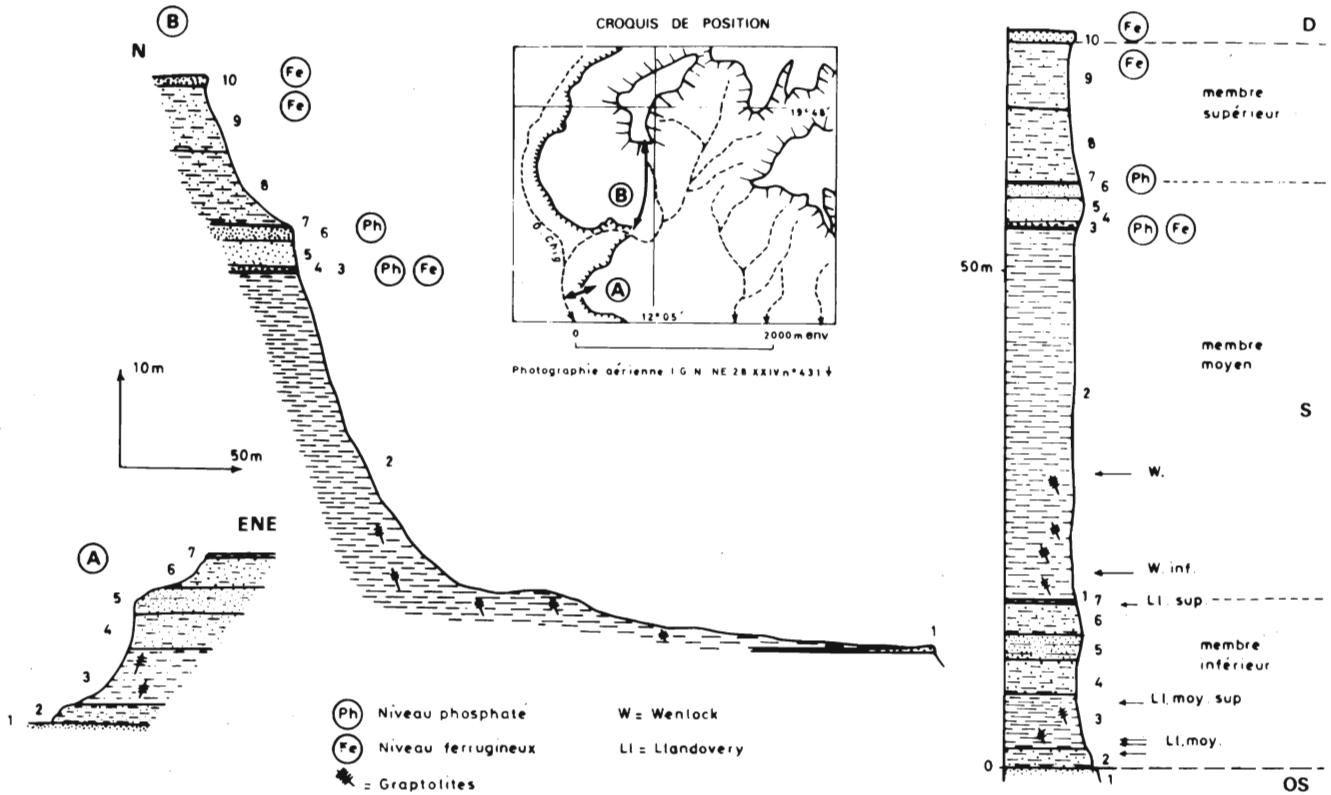 B
N
10
Fe
Fe
9
8
7
6
Ph
5
4
3
Ph
Fe
2
1
10m
50m
ENE
A
7
6
5
4
3
2
1
CROQUIS DE POSITION
19°48'
B
A
12°05'
0
2000m env
Photographie aérienne I G N NE 28 XXIV n°431
Ph Niveau phosphaté
Fe Niveau ferrugineux
= Graptolites
W = Wenlock
Ll = Llandovery
10
Fe
D
Fe
9
membre
supérieur
8
7
6
Ph
5
4
3
Ph
Fe
50m
membre
moyen
2
S
W.
W. inf.
1
7
Ll. sup.
6
membre
inférieur
5
4
Ll. moy. sup
3
Ll. moy.
2
0
1
OS